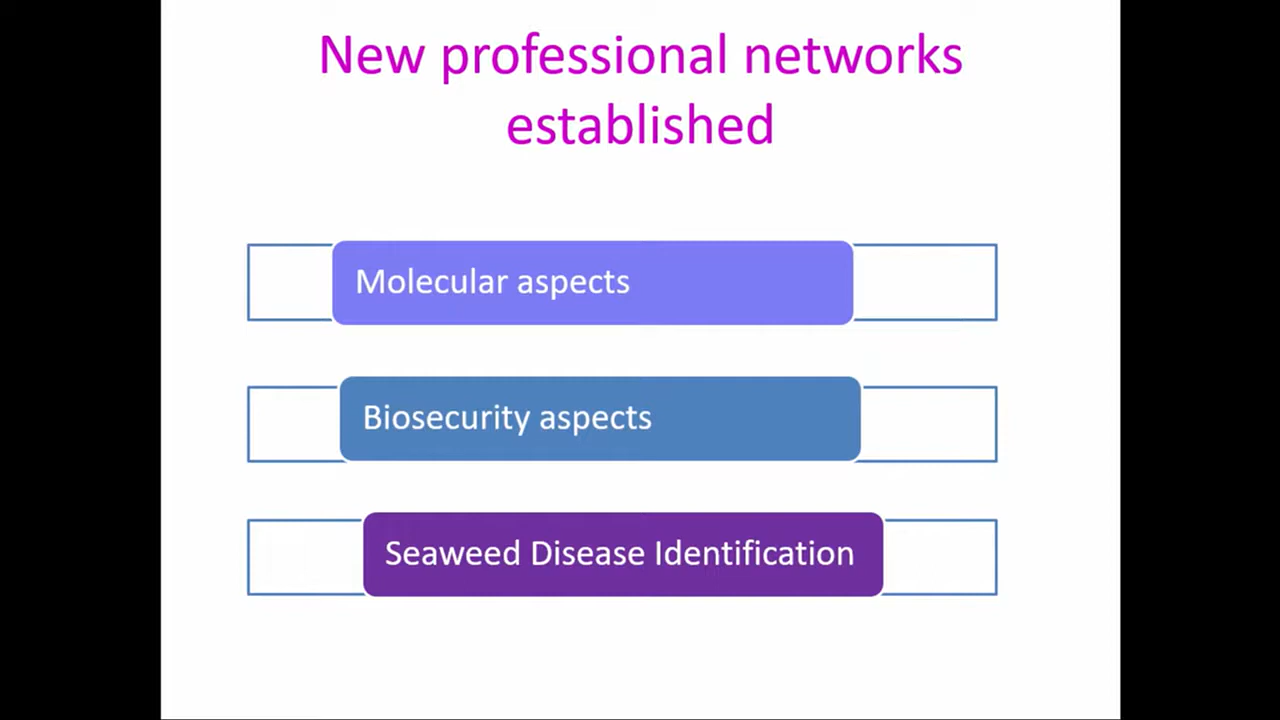 New professional networks
established
Molecular aspects
Biosecurity aspects
Seaweed Disease Identification